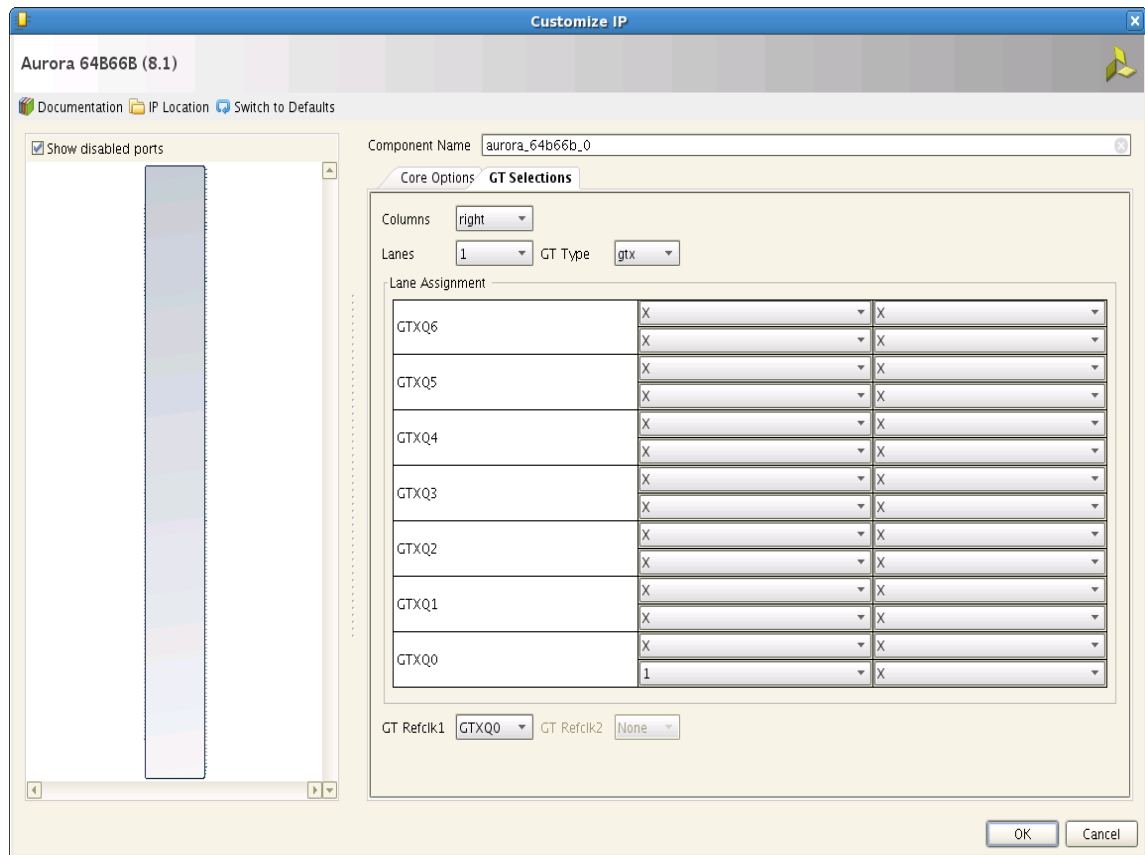 Customize IP
Aurora 64B66B (8.1)
Documentation IP Location Switch to Defaults
Show disabled ports
Component Name aurora_64b66b_0
Core Options GT Selections
Columns right
Lanes 1 GT Type gtx
Lane Assignment
GTXQ6
X X
X X
GTXQ5
X X
X X
GTXQ4
X X
X X
GTXQ3
X X
X X
GTXQ2
X X
X X
GTXQ1
X X
X X
GTXQ0
X X
1 X
GT Refclk1 GTXQ0 GT Refclk2 None
OK Cancel